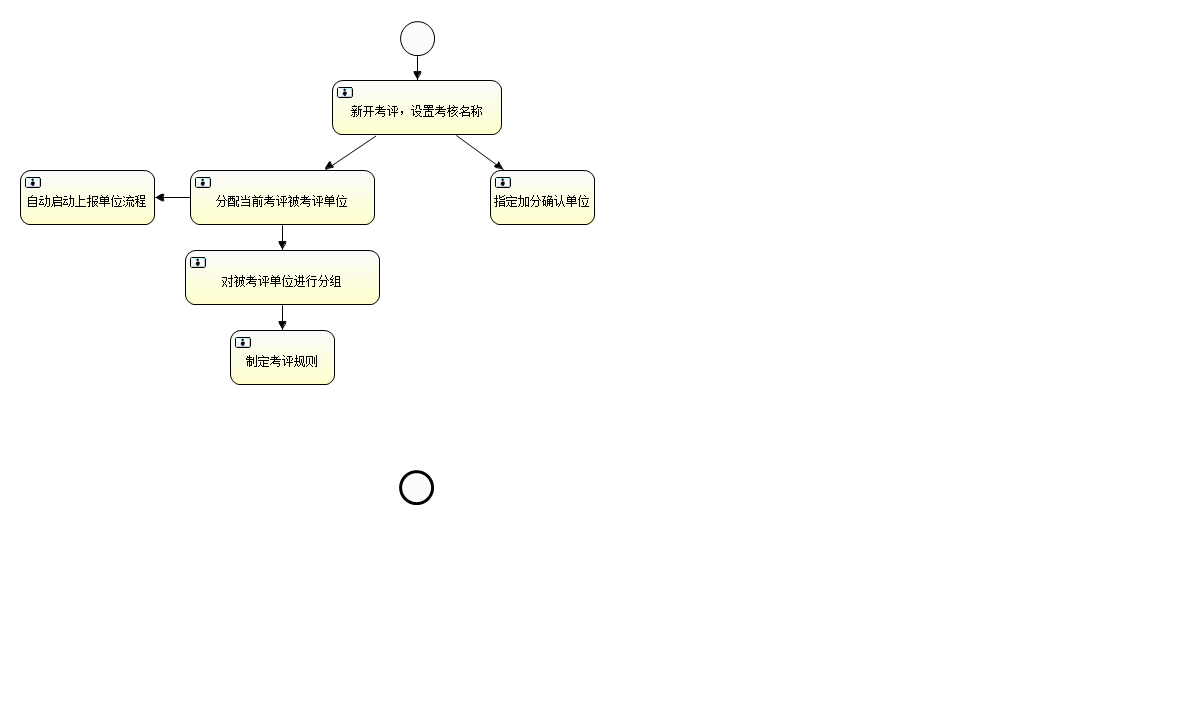 新开考评，设置考核名称
自动启动上报单位流程
分配当前考评被考评单位
指定加分确认单位
对被考评单位进行分组
制定考评规则